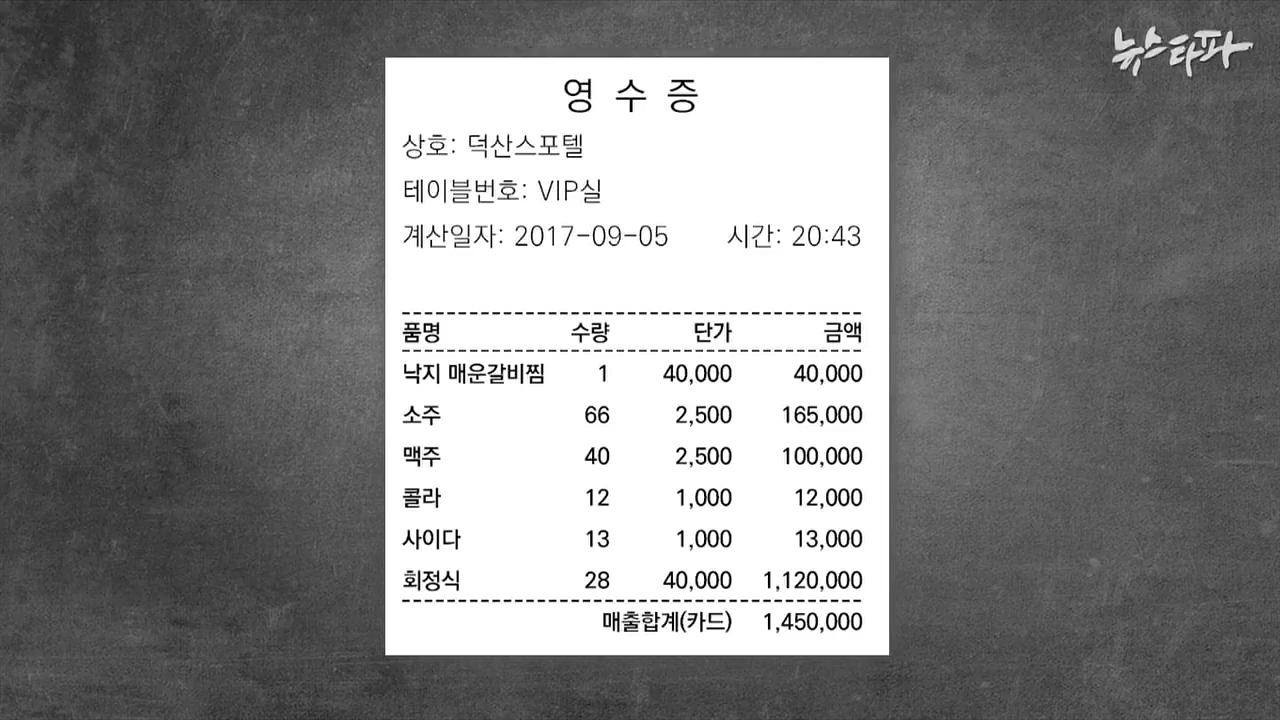 뉴스타파
영 수 증
상호: 덕산스포텔
테이블번호: VIP실
계산일자: 2017-09-05 시간: 20:43
품명 수량 단가 금액
낙지 매운갈비찜 1 40,000 40,000
소주 66 2,500 165,000
맥주 40 2,500 100,000
콜라 12 1,000 12,000
사이다 13 1,000 13,000
회정식 28 40,000 1,120,000
매출합계(카드) 1,450,000